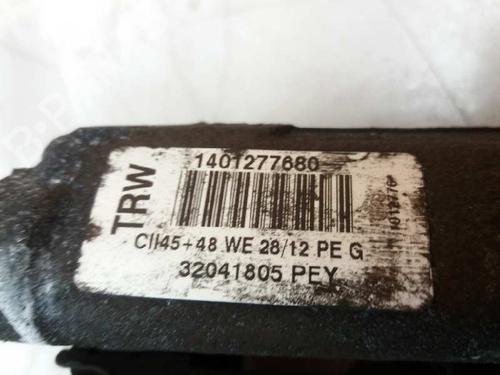 TRW
1401277680
CII45+48 WE 28/12 PE G
32041805 PEY